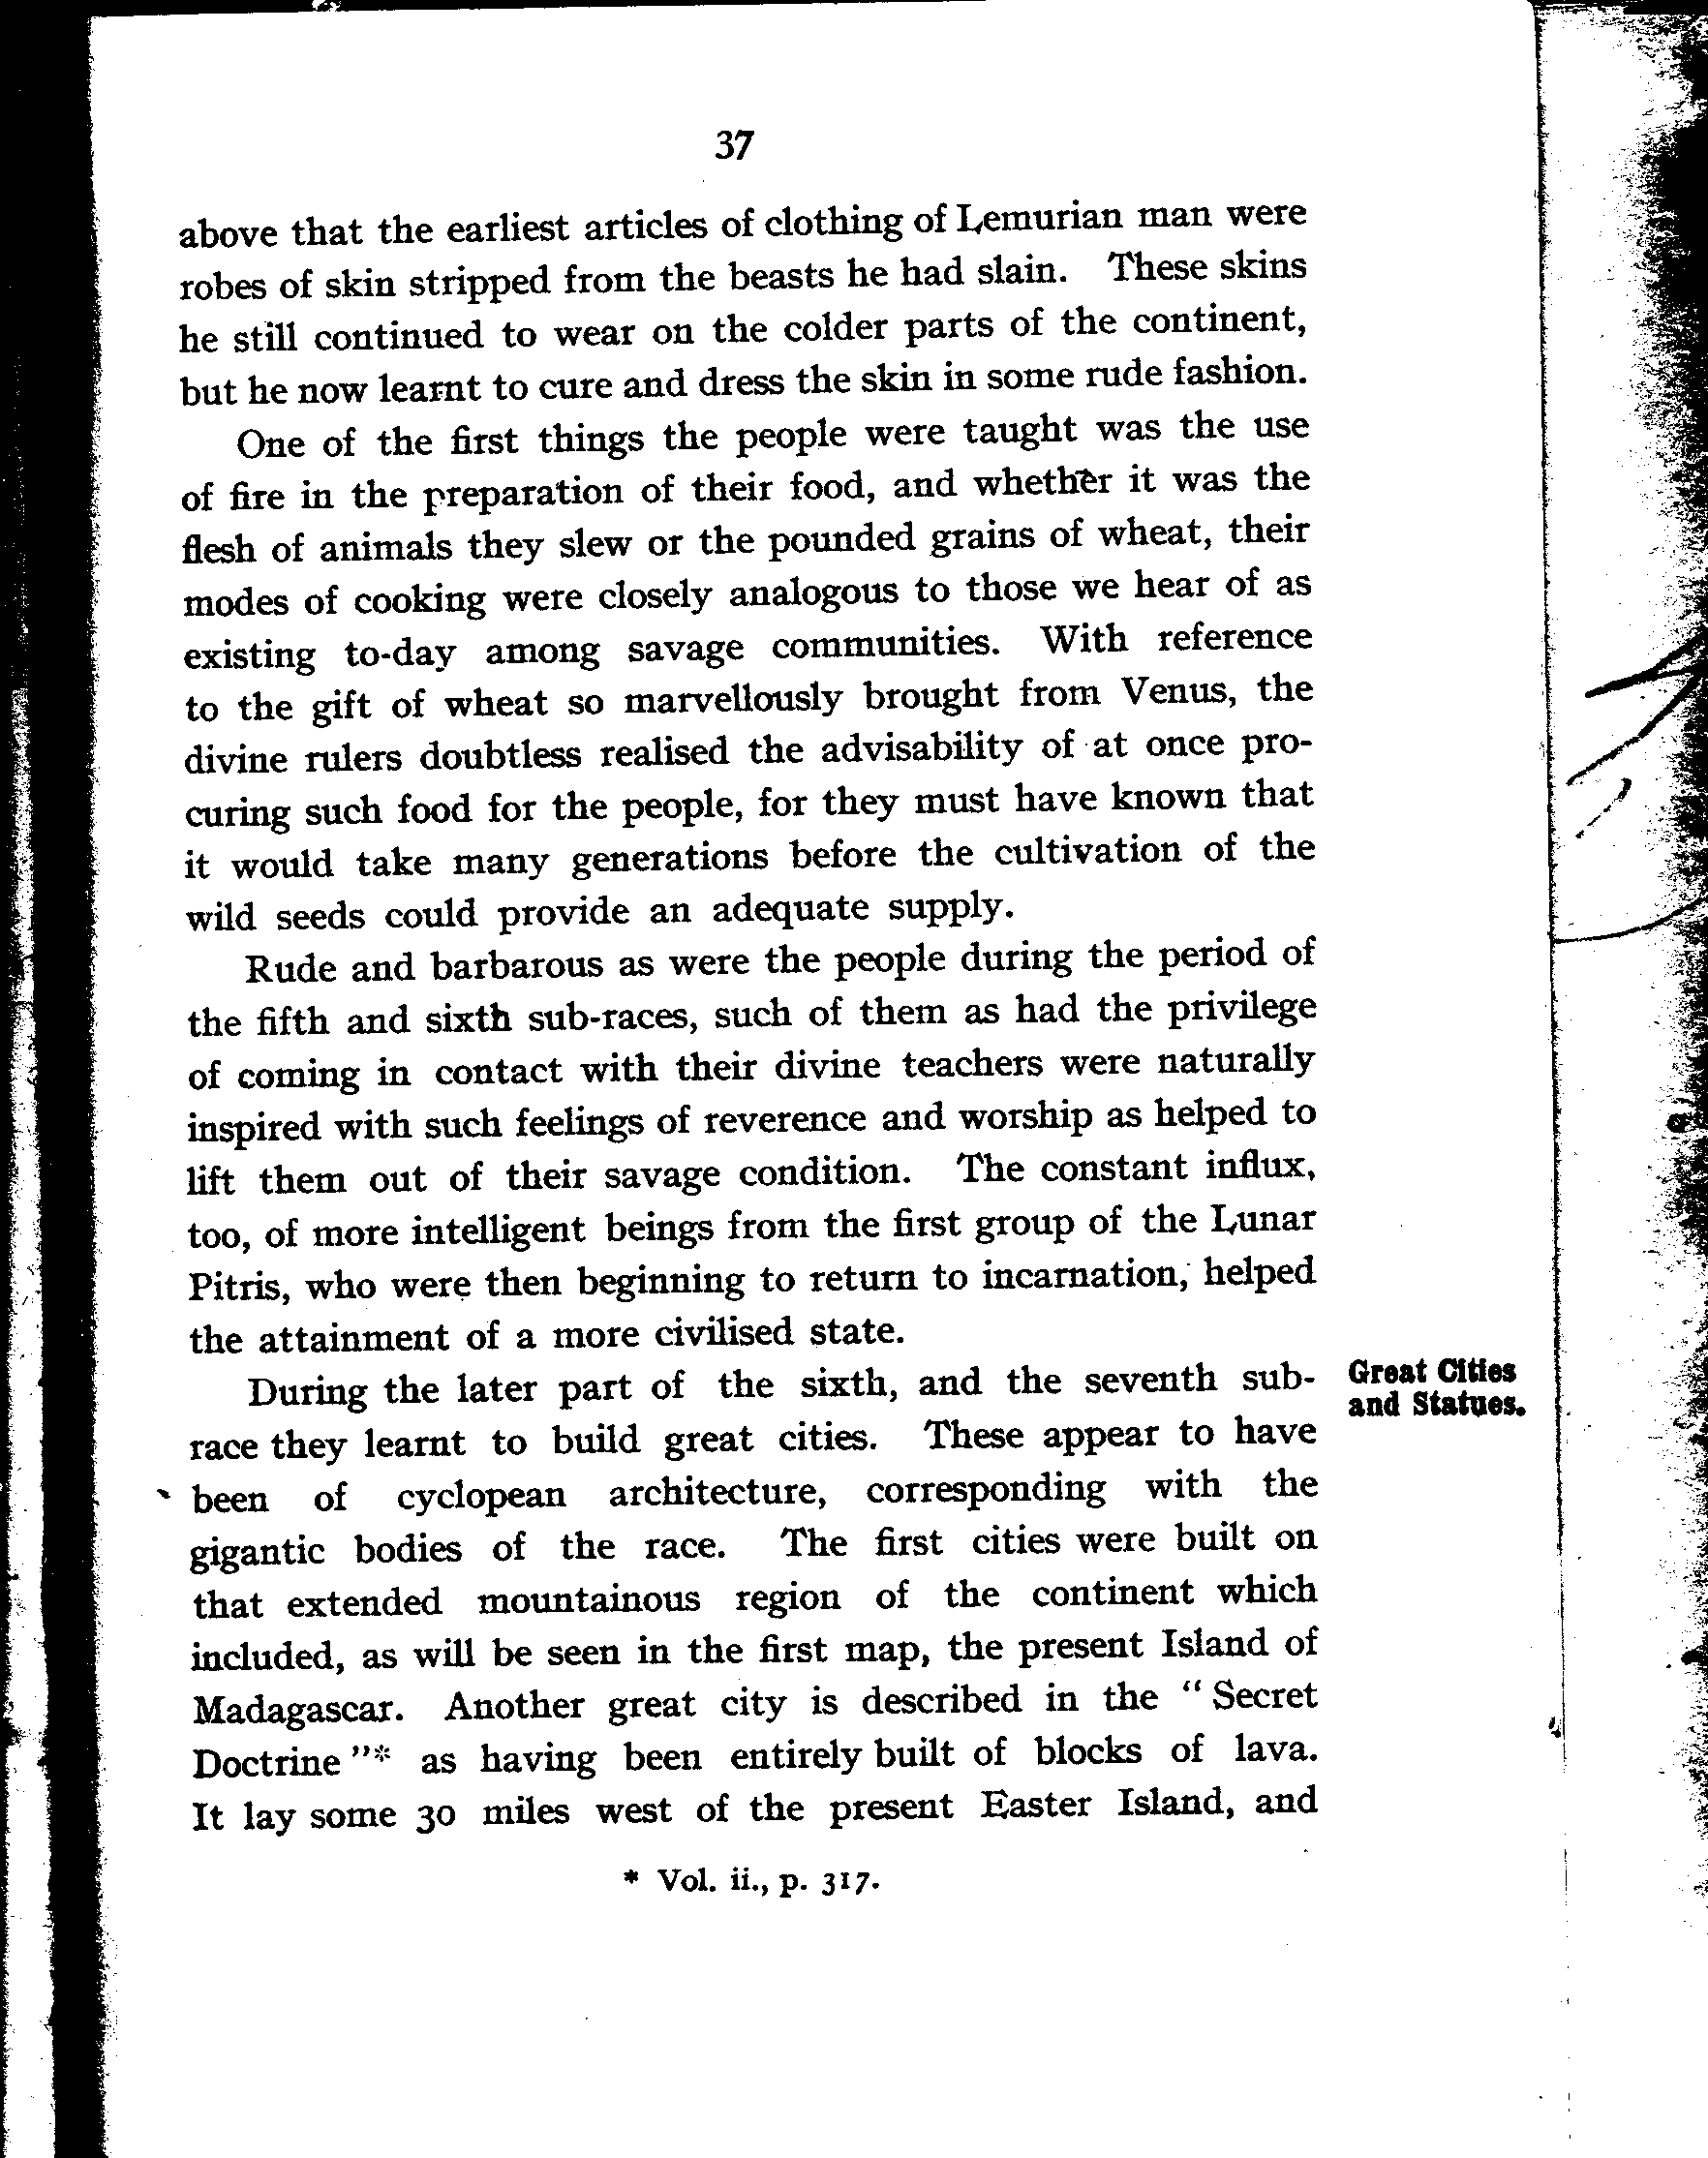 37
above that the earliest articles of clothing of Lemurian man were
robes of skin stripped from the beasts he had slain. These skins
he still continued to wear on the colder parts of the continent,
but he now learnt to cure and dress the skin in some rude fashion.
One of the first things the people were taught was the use
of fire in the preparation of their food, and whether it was the
flesh of animals they slew or the pounded grains of wheat, their
modes of cooking were closely analogous to those we hear of as
existing to-day among savage communities. With reference
to the gift of wheat so marvellously brought from Venus, the
divine rulers doubtless realised the advisability of at once pro-
curing such food for the people, for they must have known that
it would take many generations before the cultivation of the
wild seeds could provide an adequate supply.
Rude and barbarous as were the people during the period of
the fifth and sixth sub-races, such of them as had the privilege
of coming in contact with their divine teachers were naturally
inspired with such feelings of reverence and worship as helped to
lift them out of their savage condition. The constant influx,
too, of more intelligent beings from the first group of the Lunar
Pitris, who were then beginning to return to incarnation, helped
the attainment of a more civilised state.
During the later part of the sixth, and the seventh sub-
race they learnt to build great cities. These appear to have
been of cyclopean architecture, corresponding with the
gigantic bodies of the race. The first cities were built on
that extended mountainous region of the continent which
included, as will be seen in the first map, the present Island of
Madagascar. Another great city is described in the "Secret
Doctrine"* as having been entirely built of blocks of lava.
It lay some 30 miles west of the present Easter Island, and
Great Cities
and Statues.
* Vol. ii., p. 317.